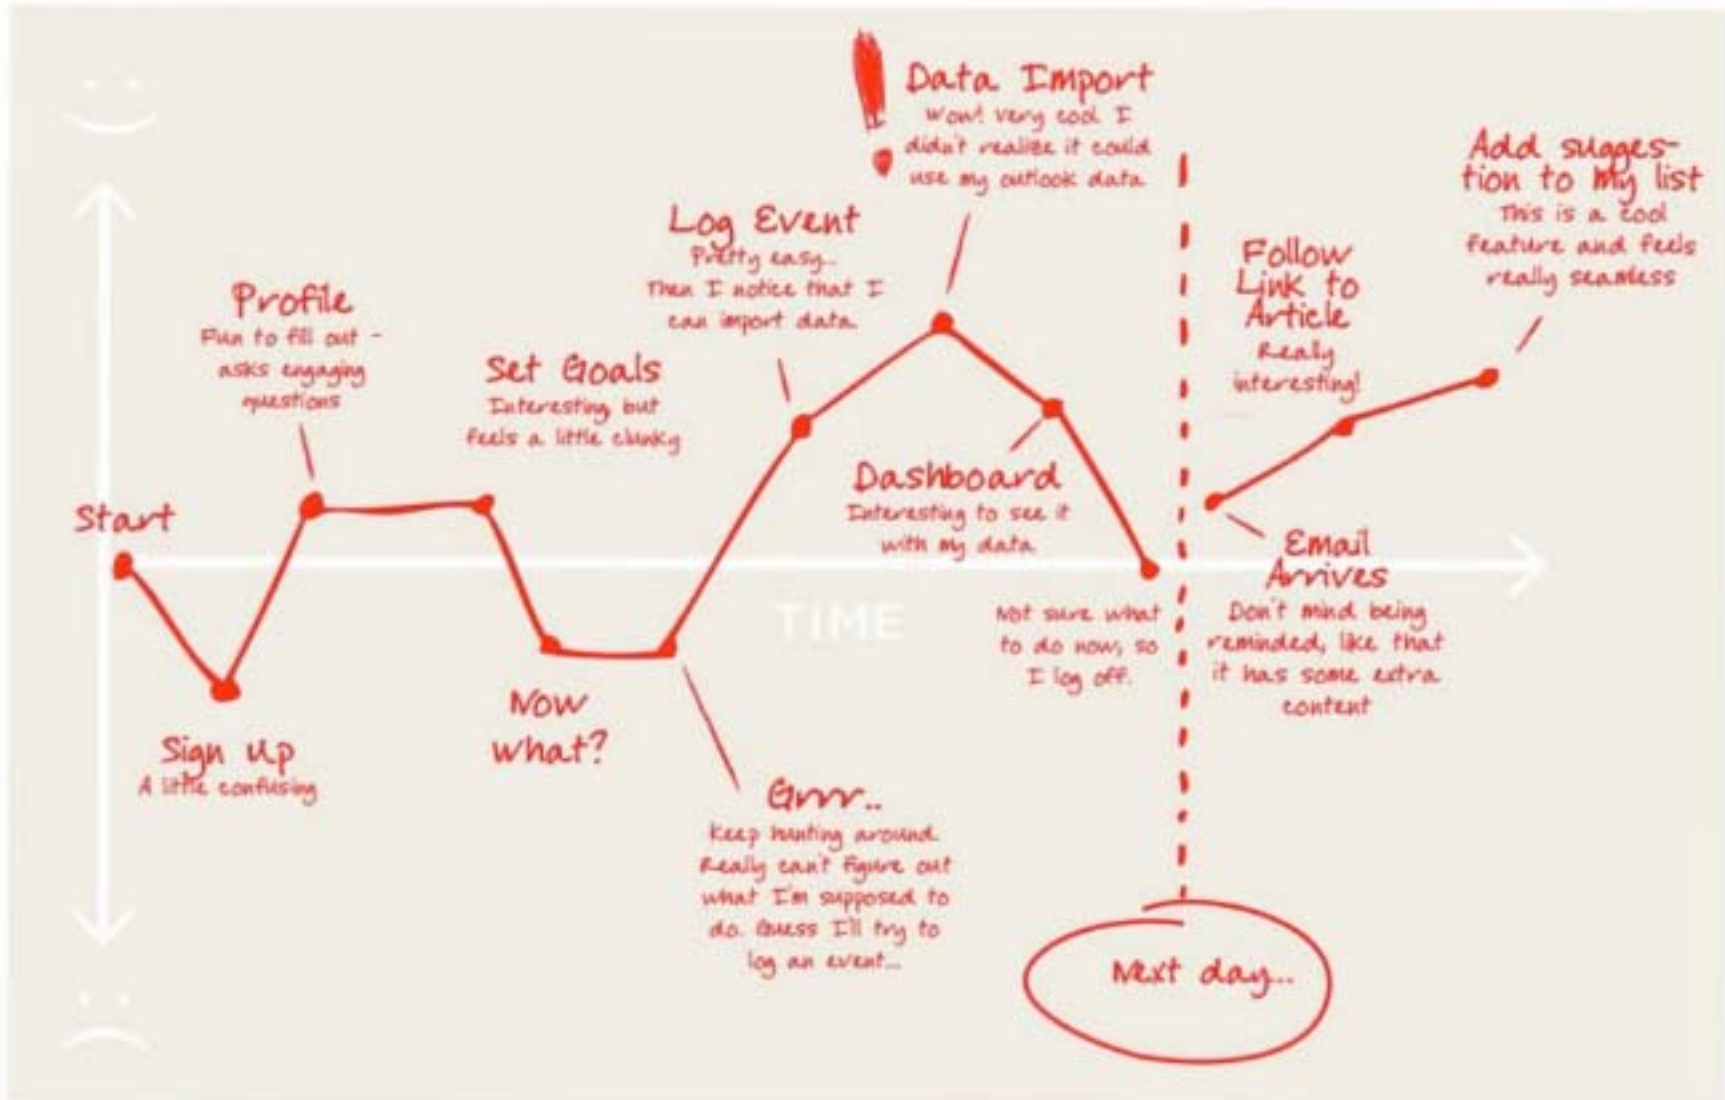 Start
Sign Up
A little confusing
Profile
Fun to fill out -
asks engaging
questions
Set Goals
Interesting, but
feels a little clunky
Now
what?
Grrr..
Keep hunting around.
Really can't figure out
what I'm supposed to
do. Guess I'll try to
log an event...
Log Event
Pretty easy...
Then I notice that I
can import data.
Data Import
Wow! Very cool. I
didn't realize it could
use my outlook data
Dashboard
Interesting to see it
with my data.
TIME
Not sure what
to do now, so
I log off.
Next day...
Email
Arrives
Don't mind being
reminded, like that
it has some extra
content
Follow
Link to
Article
Really
interesting!
Add sugges-
tion to my list
This is a cool
feature and feels
really seamless